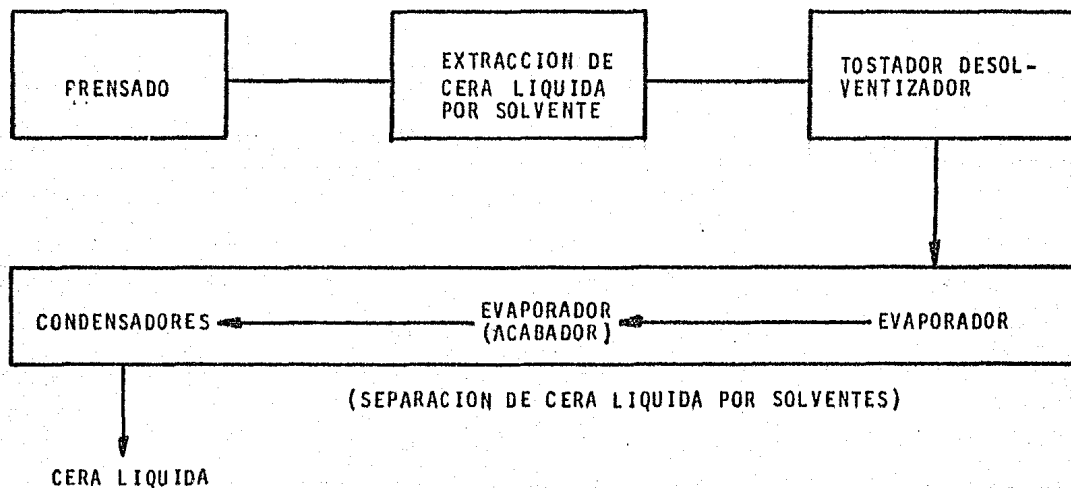 PRENSADO
EXTRACCION DE
CERA LIQUIDA
POR SOLVENTE
TOSTADOR DESOL-
VENTIZADOR
CONDENSADORES
EVAPORADOR
(ACABADOR)
EVAPORADOR
(SEPARACION DE CERA LIQUIDA POR SOLVENTES)
CERA LIQUIDA